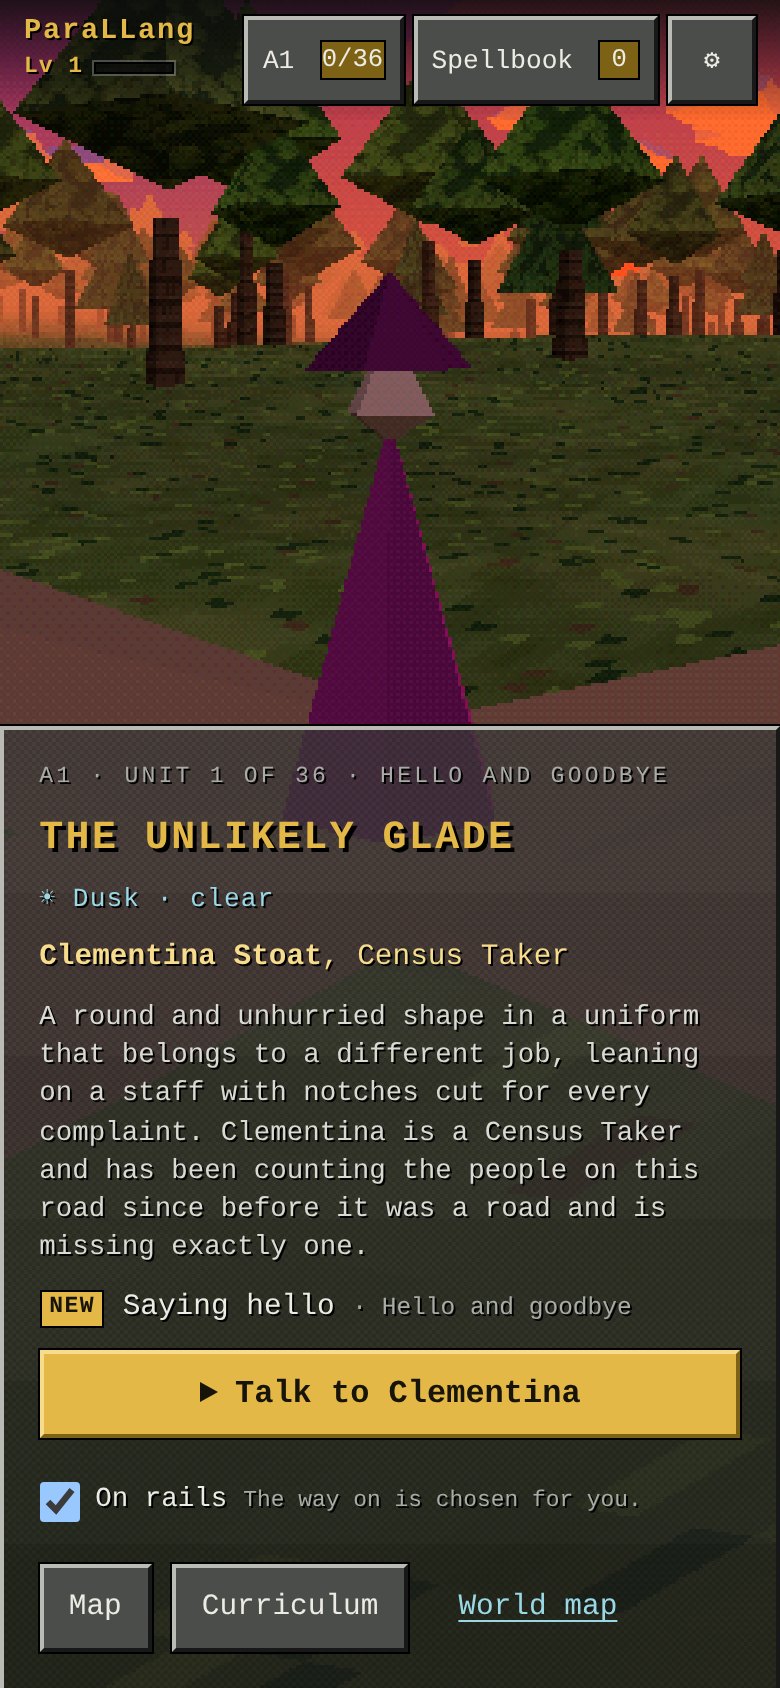 ParaLLang
Lv 1
A1 0/36
Spellbook 0
⚙
A1 · UNIT 1 OF 36 · HELLO AND GOODBYE
THE UNLIKELY GLADE
☀ Dusk · clear
Clementina Stoat, Census Taker
A round and unhurried shape in a uniform
that belongs to a different job, leaning
on a staff with notches cut for every
complaint. Clementina is a Census Taker
and has been counting the people on this
road since before it was a road and is
missing exactly one.
NEW Saying hello · Hello and goodbye
▶ Talk to Clementina
On rails The way on is chosen for you.
Map Curriculum World map